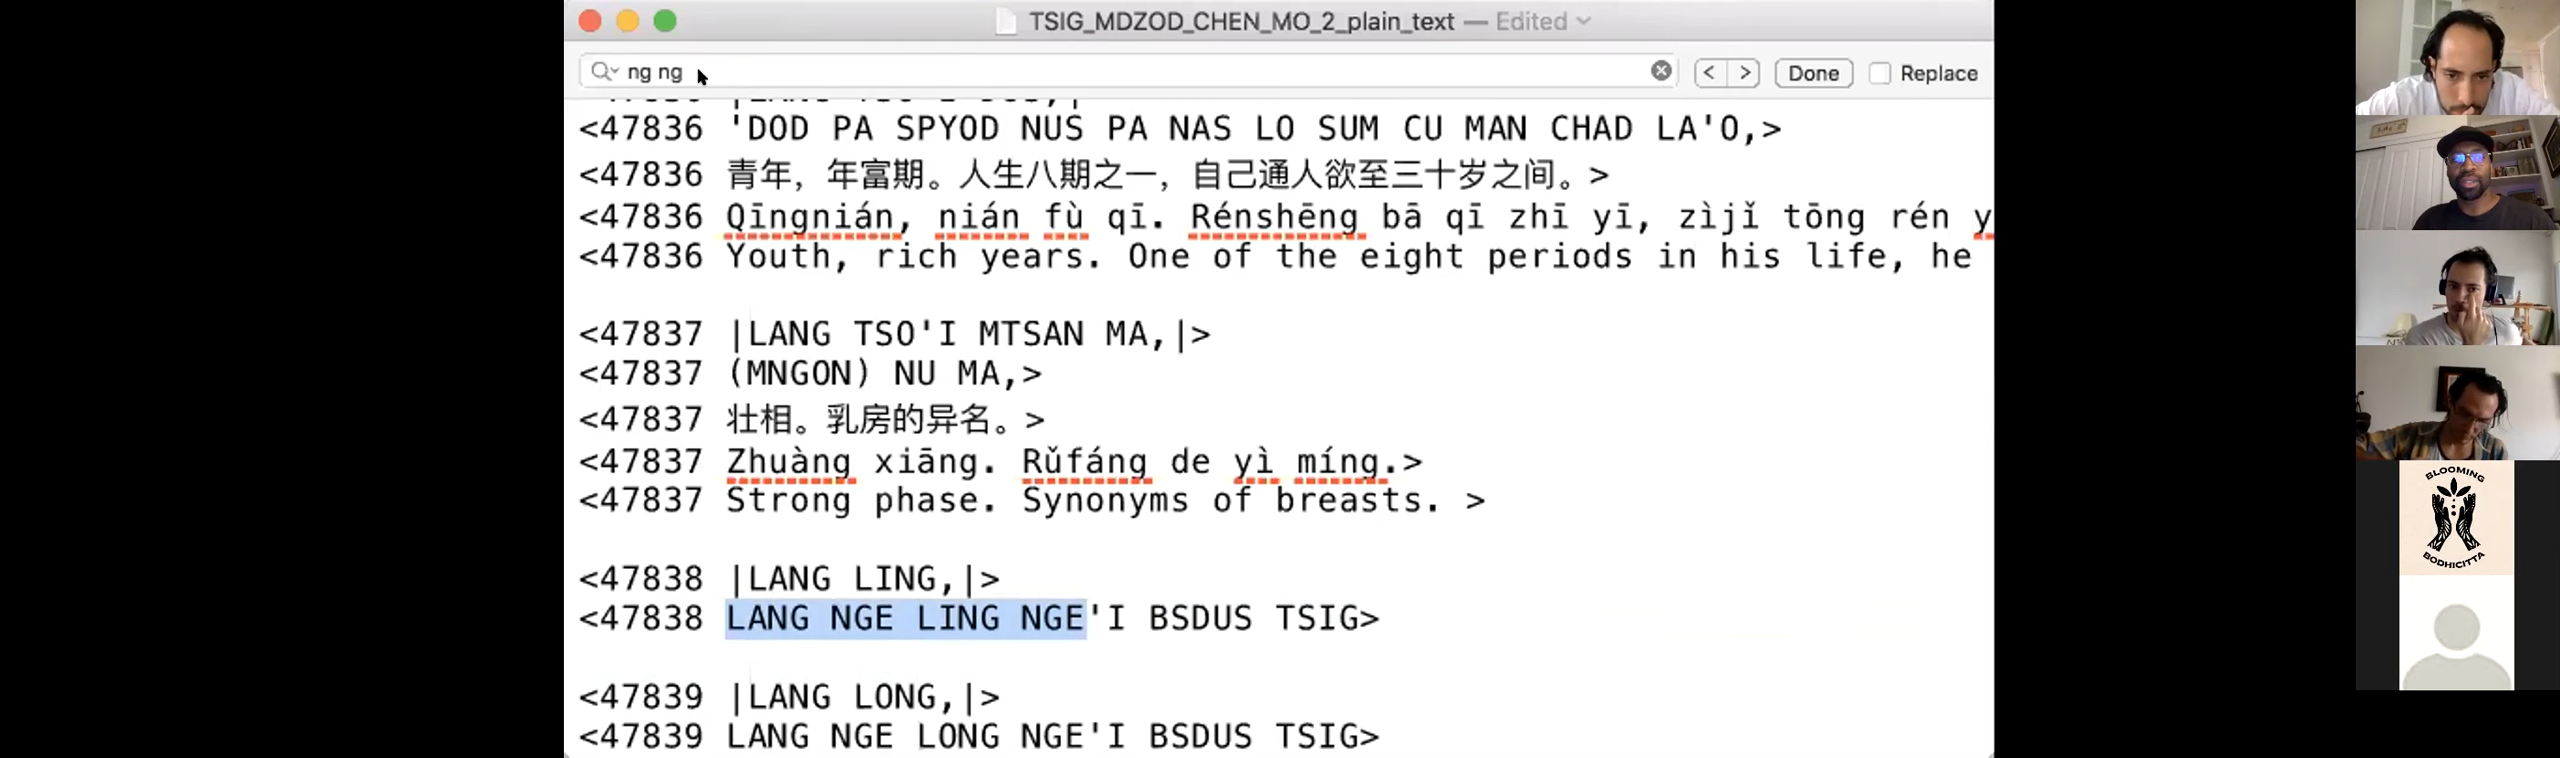 TSIG_MDZOD_CHEN_MO_2_plain_text — Edited
ng ng
< > Done Replace
<47836 'DOD PA SPYOD NUS PA NAS LO SUM CU MAN CHAD LA'O,>
<47836 青年，年富期。人生八期之一，自己通人欲至三十岁之间。>
<47836 Qīngnián, nián fù qī. Rénshēng bā qī zhī yī, zìjǐ tōng rén y
<47836 Youth, rich years. One of the eight periods in his life, he
<47837 |LANG TSO'I MTSAN MA,|>
<47837 (MNGON) NU MA,>
<47837 壮相。乳房的异名。>
<47837 Zhuàng xiāng. Rǔfáng de yì míng.>
<47837 Strong phase. Synonyms of breasts. >
<47838 |LANG LING,|>
<47838 LANG NGE LING NGE'I BSDUS TSIG>
<47839 |LANG LONG,|>
<47839 LANG NGE LONG NGE'I BSDUS TSIG>
BLOOMING
BODHICITTA